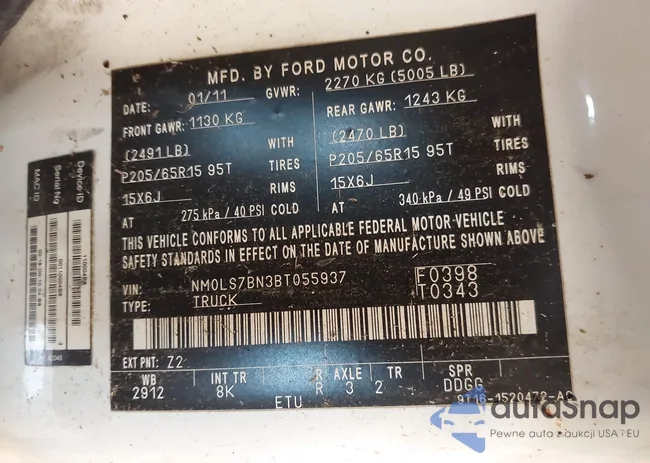 MFD. BY FORD MOTOR CO.
DATE: 01/11 GVWR: 2270 KG (5005 LB)
FRONT GAWR: 1130 KG REAR GAWR: 1243 KG
(2491 LB) WITH (2470 LB) WITH
P205/65R15 95T TIRES P205/65R15 95T TIRES
15X6J RIMS 15X6J RIMS
AT 275 kPa / 40 PSI COLD AT 340 kPa / 49 PSI COLD
THIS VEHICLE CONFORMS TO ALL APPLICABLE FEDERAL MOTOR VEHICLE
SAFETY STANDARDS IN EFFECT ON THE DATE OF MANUFACTURE SHOWN ABOVE
VIN: NM0LS7BN3BT055937 F0398
TYPE: TRUCK T0343
EXT PNT: Z2
WB INT TR R AXLE TR SPR
2912 8K R 3 2 DDGG
ETU 9T16-1520472-AC
Device ID
Serial No
MAC ID
autoSnap
Pewne auta z aukcji USA i EU